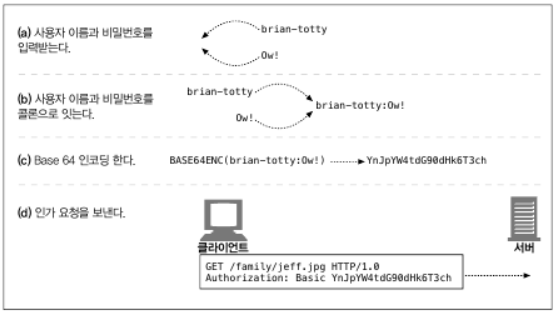 (a) 사용자 이름과 비밀번호를
입력받는다.
brian-totty
Ow!
(b) 사용자 이름과 비밀번호를
콜론으로 잇는다.
brian-totty
Ow!
brian-totty:Ow!
(c) Base 64 인코딩 한다.
BASE64ENC(brian-totty:Ow!)
YnJpYW4tdG90dHk6T3ch
(d) 인가 요청을 보낸다.
클라이언트
서버
GET /family/jeff.jpg HTTP/1.0
Authorization: Basic YnJpYW4tdG90dHk6T3ch